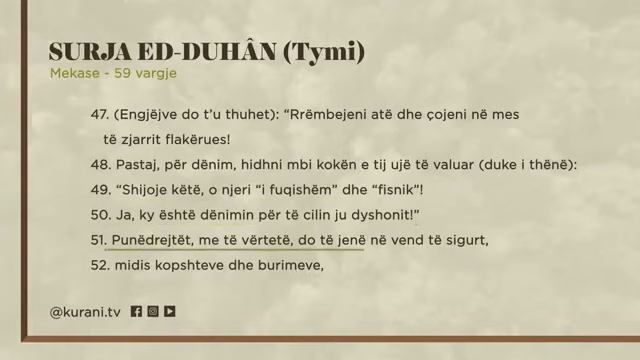 SURJA ED-DUHÂN (Tymi)
Mekase - 59 vargje
47. (Engjëjve do t’u thuhet): “Rrëmbejeni atë dhe çojeni në mes
të zjarrit flakërues!
48. Pastaj, për dënim, hidhni mbi kokën e tij ujë të valuar (duke i thënë):
49. “Shijoje këtë, o njeri “i fuqishëm” dhe “fisnik”!
50. Ja, ky është dënimin për të cilin ju dyshonit!”
51. Punëdrejtët, me të vërtetë, do të jenë në vend të sigurt,
52. midis kopshteve dhe burimeve,
@kurani.tv